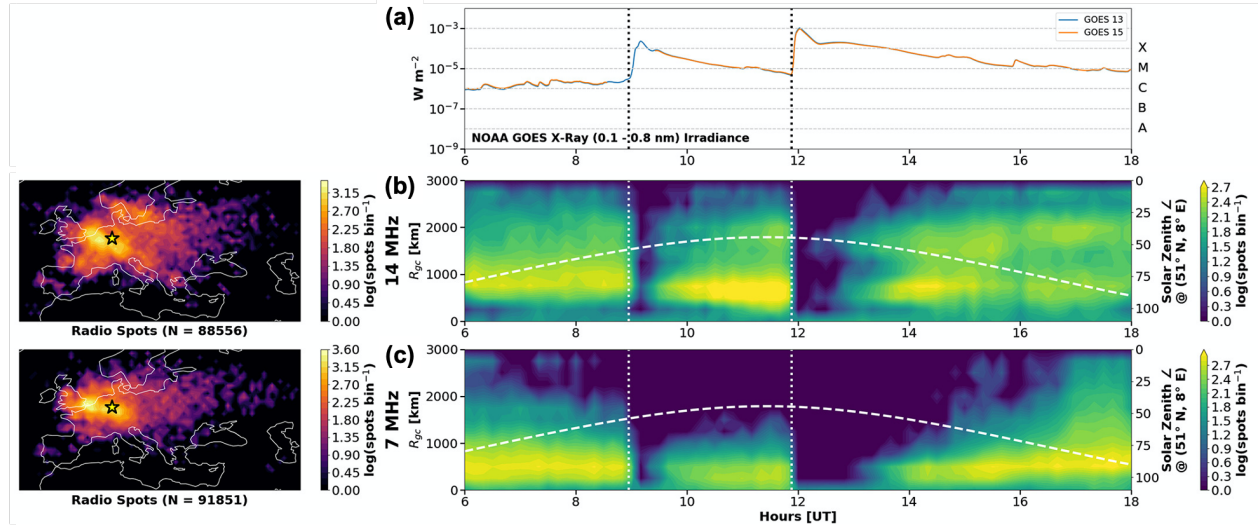 (a)
10⁻³
10⁻⁵
10⁻⁷
10⁻⁹
W m⁻²
GOES 13
GOES 15
X
M
C
B
A
NOAA GOES X-Ray (0.1 - 0.8 nm) Irradiance
6 8 10 12 14 16 18
(b)
3.15
2.70
2.25
1.80
1.35
0.90
0.45
0.00
log(spots bin⁻¹)
Radio Spots (N = 88556)
14 MHz
R_gc [km]
3000
2000
1000
0
6 8 10 12 14 16 18
0
25
50
75
100
Solar Zenith ∠
@ (51° N, 8° E)
2.7
2.4
2.1
1.8
1.5
1.2
0.9
0.6
0.3
0.0
log(spots bin⁻¹)
(c)
3.60
3.15
2.70
2.25
1.80
1.35
0.90
0.45
0.00
log(spots bin⁻¹)
Radio Spots (N = 91851)
7 MHz
R_gc [km]
3000
2000
1000
0
6 8 10 12 14 16 18
Hours [UT]
0
25
50
75
100
Solar Zenith ∠
@ (51° N, 8° E)
2.7
2.4
2.1
1.8
1.5
1.2
0.9
0.6
0.3
0.0
log(spots bin⁻¹)